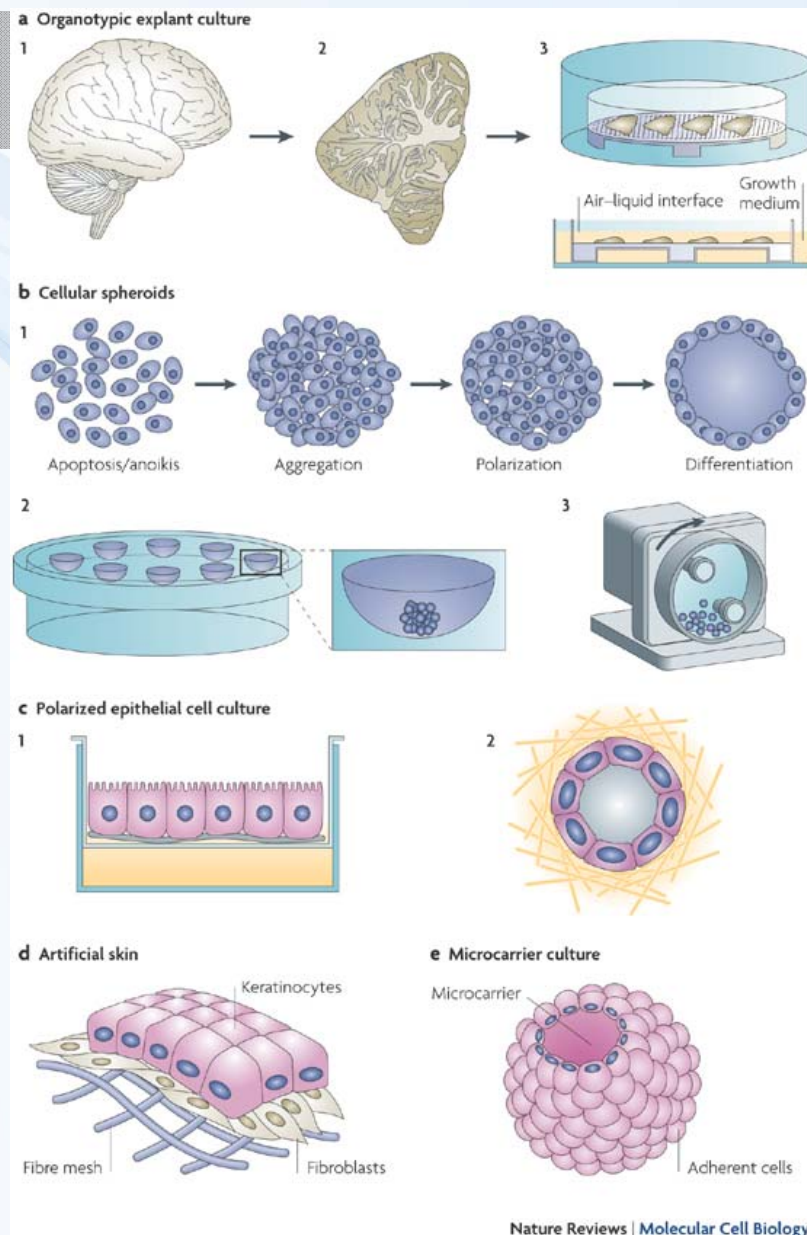 a Organotypic explant culture
1
2
3
Air–liquid interface
Growth
medium
b Cellular spheroids
1
Apoptosis/anoikis
Aggregation
Polarization
Differentiation
2
3
c Polarized epithelial cell culture
1
2
d Artificial skin
e Microcarrier culture
Keratinocytes
Microcarrier
Fibre mesh
Fibroblasts
Adherent cells
Nature Reviews | Molecular Cell Biology